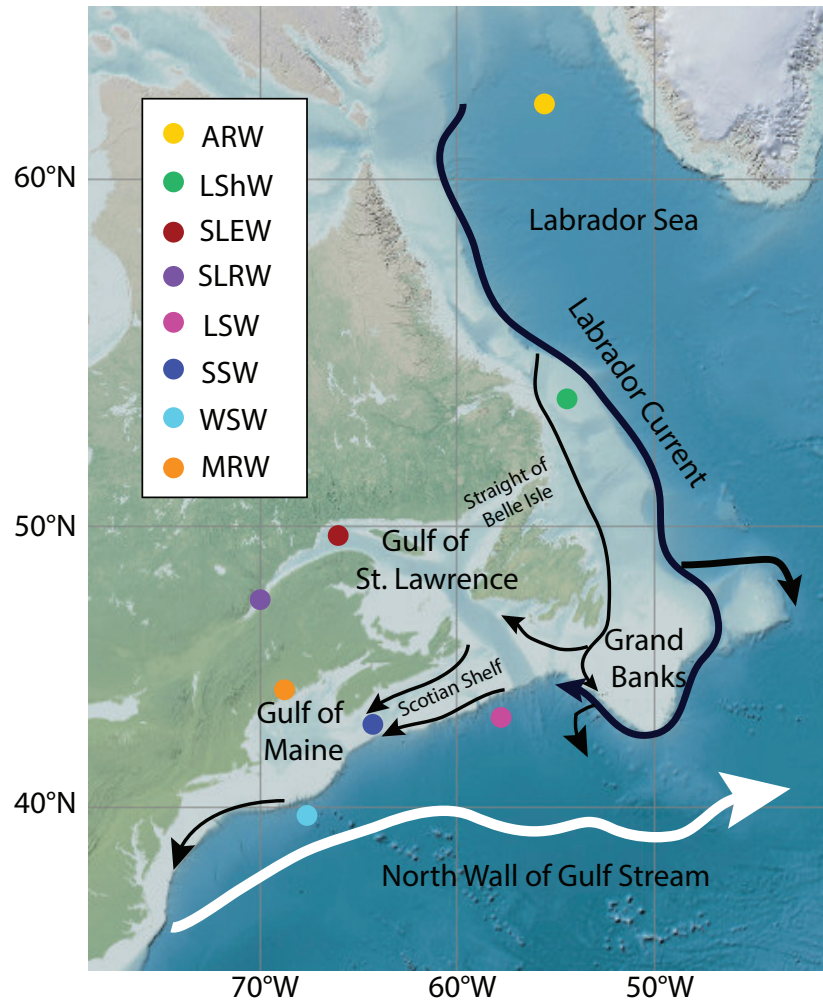 ARW
LShW
SLEW
SLRW
LSW
SSW
WSW
MRW
60°N
50°N
40°N
70°W
60°W
50°W
Labrador Sea
Labrador Current
Straight of
Belle Isle
Gulf of
St. Lawrence
Grand
Banks
Scotian Shelf
Gulf of
Maine
North Wall of Gulf Stream